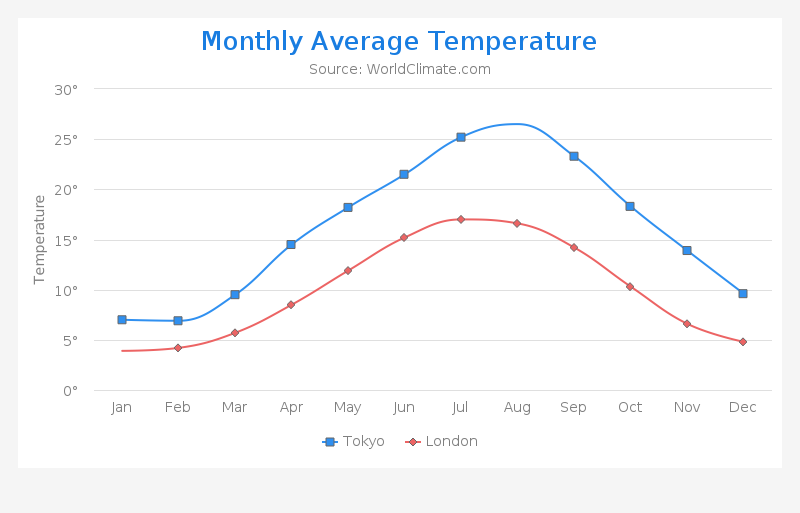 Monthly Average Temperature
Source: WorldClimate.com
30°
25°
20°
15°
10°
5°
0°
Temperature
Jan Feb Mar Apr May Jun Jul Aug Sep Oct Nov Dec
Tokyo London